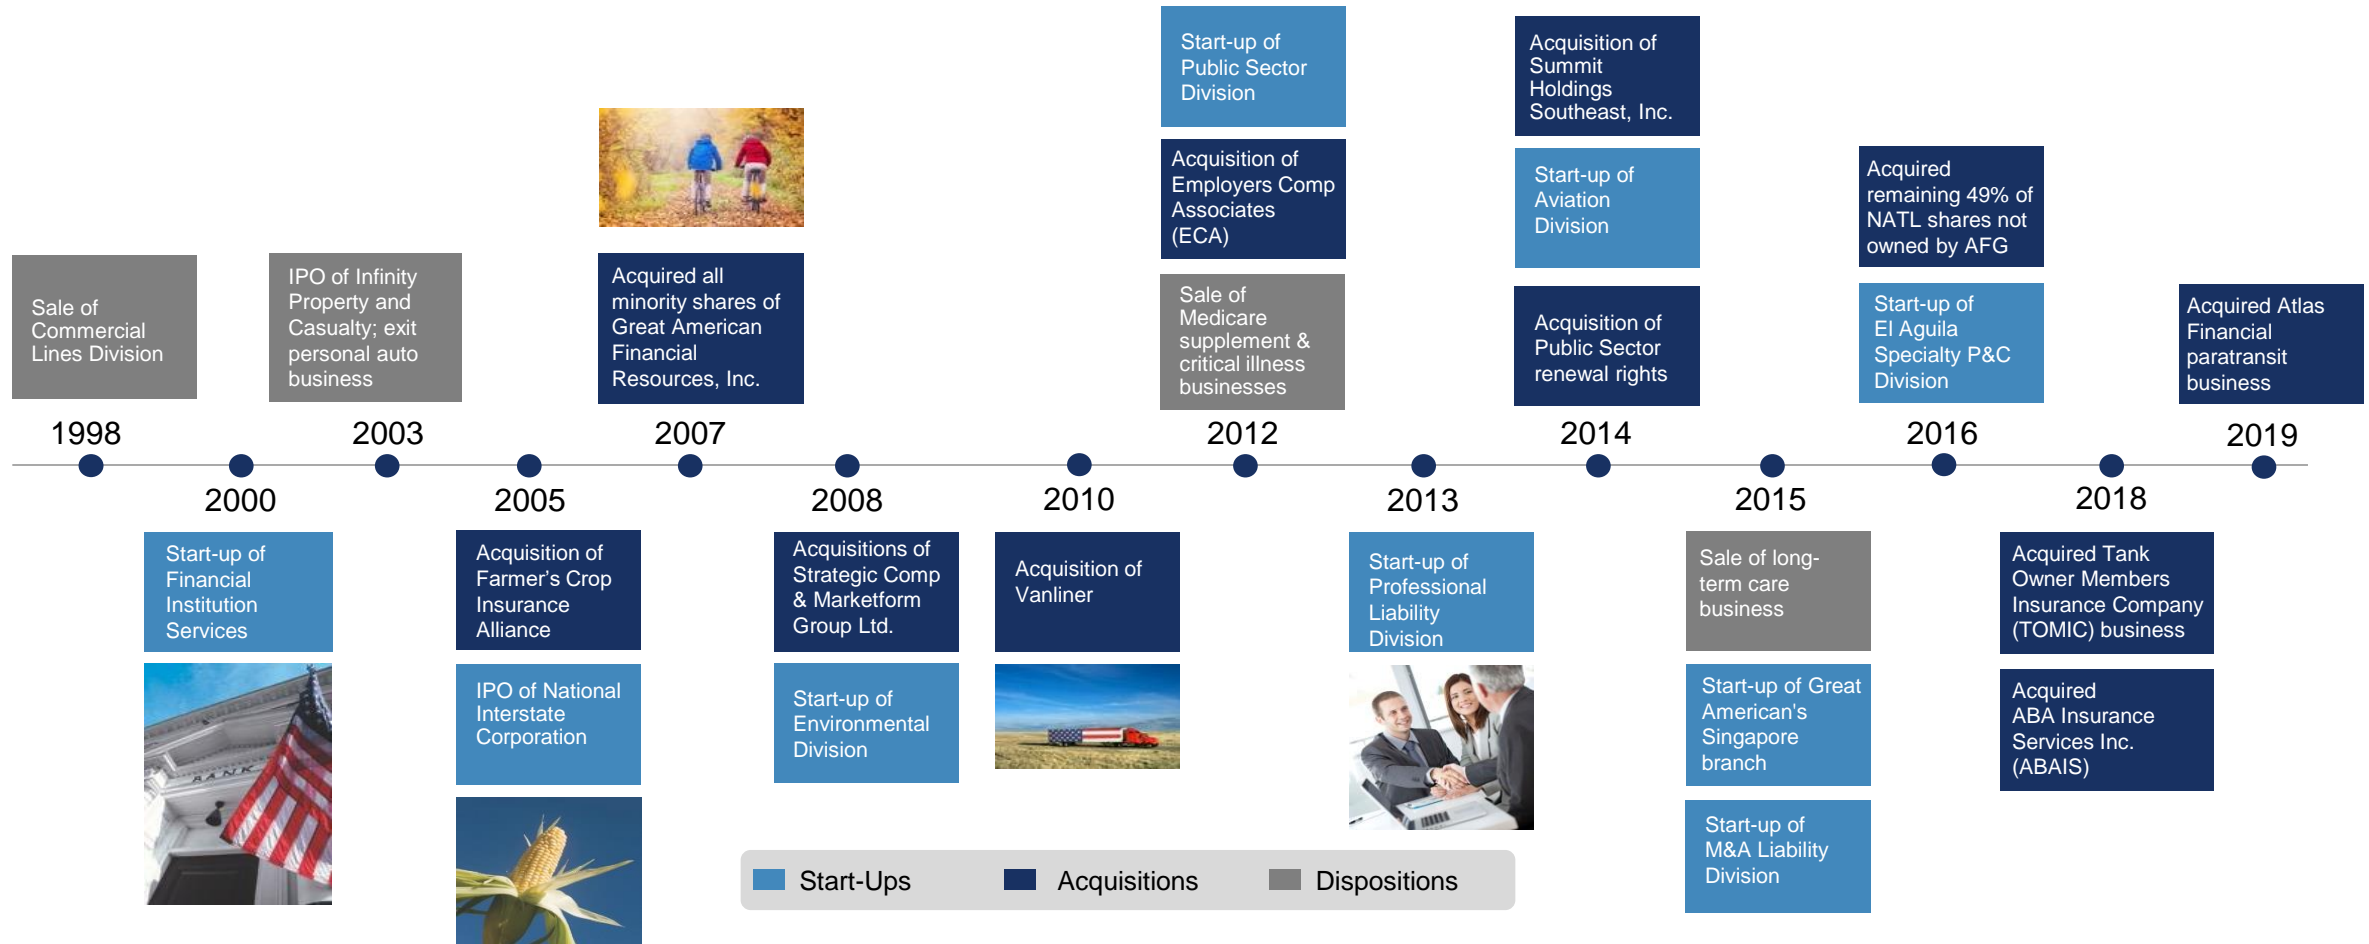 Start-up of
Public Sector
Division
Acquisition of
Summit
Holdings
Southeast, Inc.
Acquisition of
Employers Comp
Associates
(ECA)
Start-up of
Aviation
Division
Acquired
remaining 49% of
NATL shares not
owned by AFG
Sale of
Commercial
Lines Division
IPO of Infinity
Property and
Casualty; exit
personal auto
business
Acquired all
minority shares of
Great American
Financial
Resources, Inc.
Sale of
Medicare
supplement &
critical illness
businesses
Acquisition of
Public Sector
renewal rights
Start-up of
El Aguila
Specialty P&C
Division
Acquired Atlas
Financial
paratransit
business
1998
2003
2007
2012
2014
2016
2019
2000
2005
2008
2010
2013
2015
2018
Start-up of
Financial
Institution
Services
Acquisition of
Farmer’s Crop
Insurance
Alliance
Acquisitions of
Strategic Comp
& Marketform
Group Ltd.
Acquisition of
Vanliner
Start-up of
Professional
Liability
Division
Sale of long-
term care
business
Acquired Tank
Owner Members
Insurance Company
(TOMIC) business
BANK
IPO of National
Interstate
Corporation
Start-up of
Environmental
Division
Start-up of Great
American's
Singapore
branch
Acquired
ABA Insurance
Services Inc.
(ABAIS)
Start-up of
M&A Liability
Division
Start-Ups
Acquisitions
Dispositions